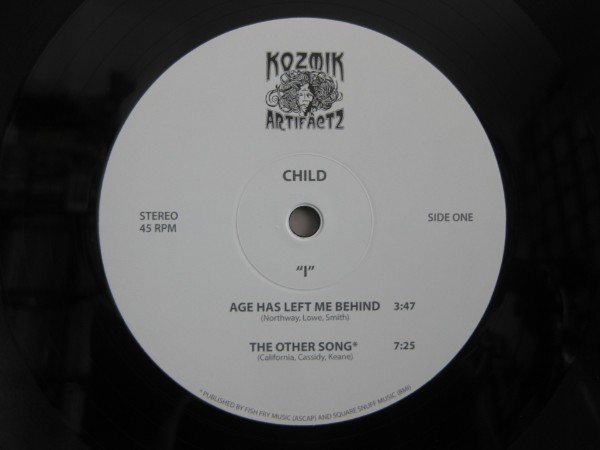 KOZMIK
ARTIFACTZ
CHILD
STEREO
45 RPM
SIDE ONE
"I"
AGE HAS LEFT ME BEHIND 3:47
(Northway, Lowe, Smith)
THE OTHER SONG* 7:25
(California, Cassidy, Keane)
* PUBLISHED BY FISH FRY MUSIC (ASCAP) AND SQUARE SNUFF MUSIC (BMI)